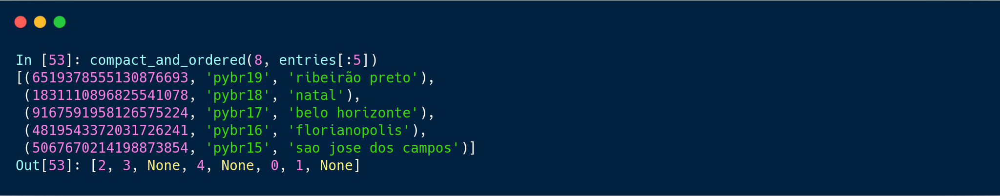 In [53]: compact_and_ordered(8, entries[:5])
[(6519378555130876693, 'pybr19', 'ribeirão preto'),
 (1831110896825541078, 'pybr18', 'natal'),
 (9167591958126575224, 'pybr17', 'belo horizonte'),
 (4819543372031726241, 'pybr16', 'florianopolis'),
 (5067670214198873854, 'pybr15', 'sao jose dos campos')]
Out[53]: [2, 3, None, 4, None, 0, 1, None]